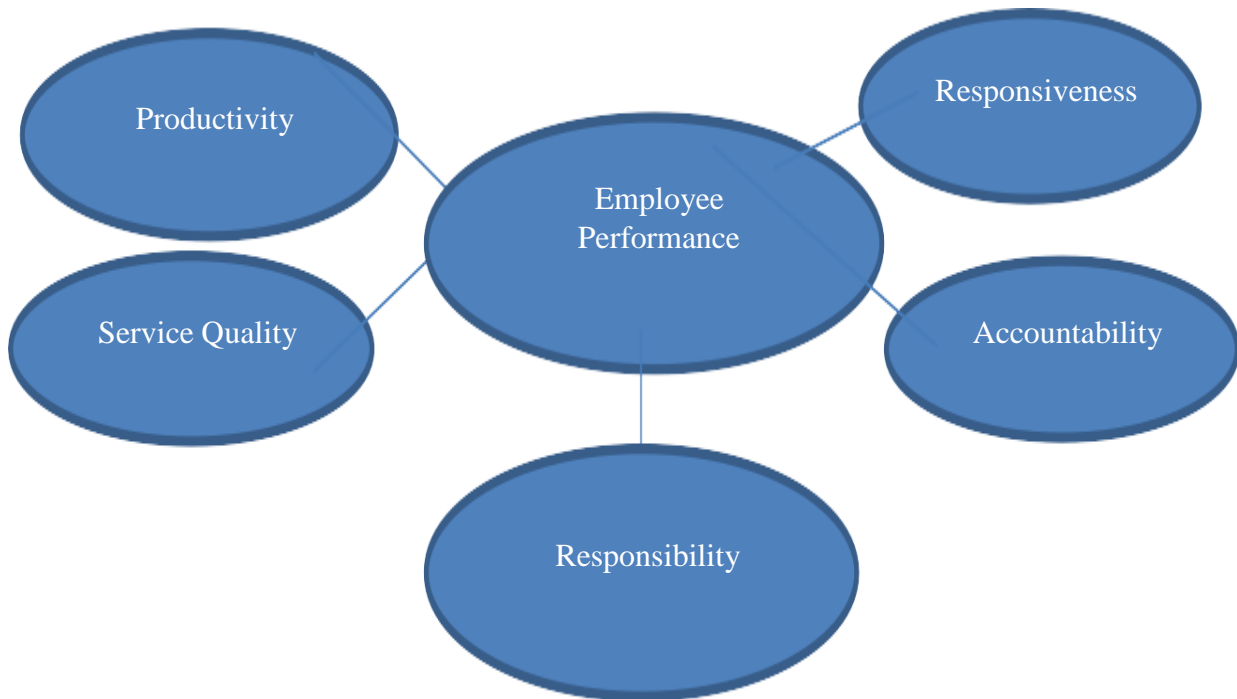 Productivity
Responsiveness
Employee
Performance
Service Quality
Accountability
Responsibility